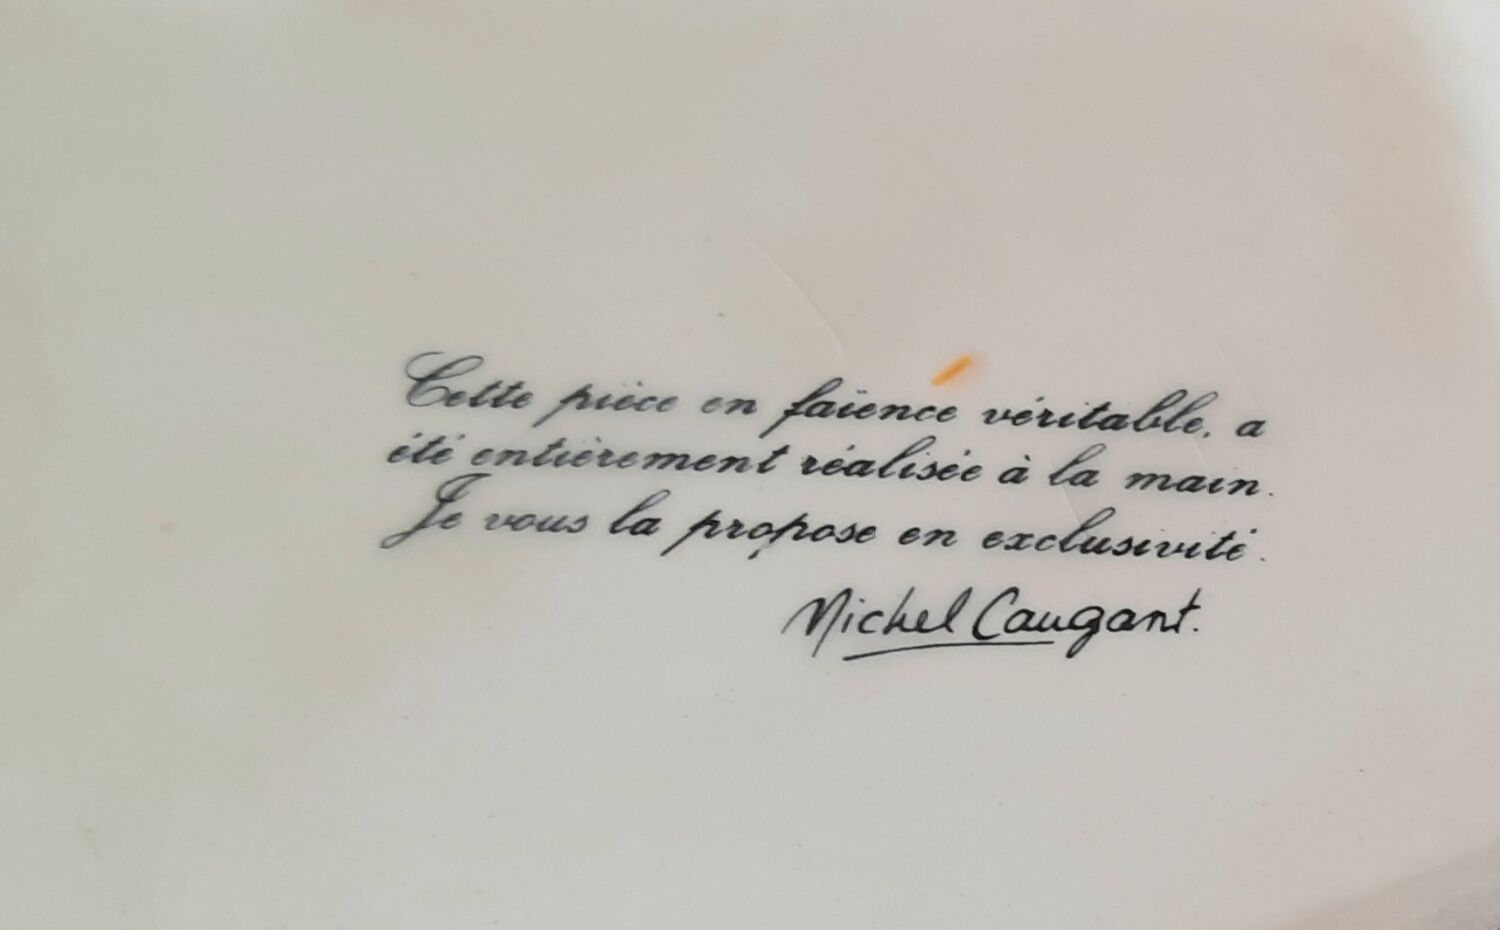 Cette pièce en faïence véritable, a
été entièrement réalisée à la main.
Je vous la propose en exclusivité.
Michel Caugant.